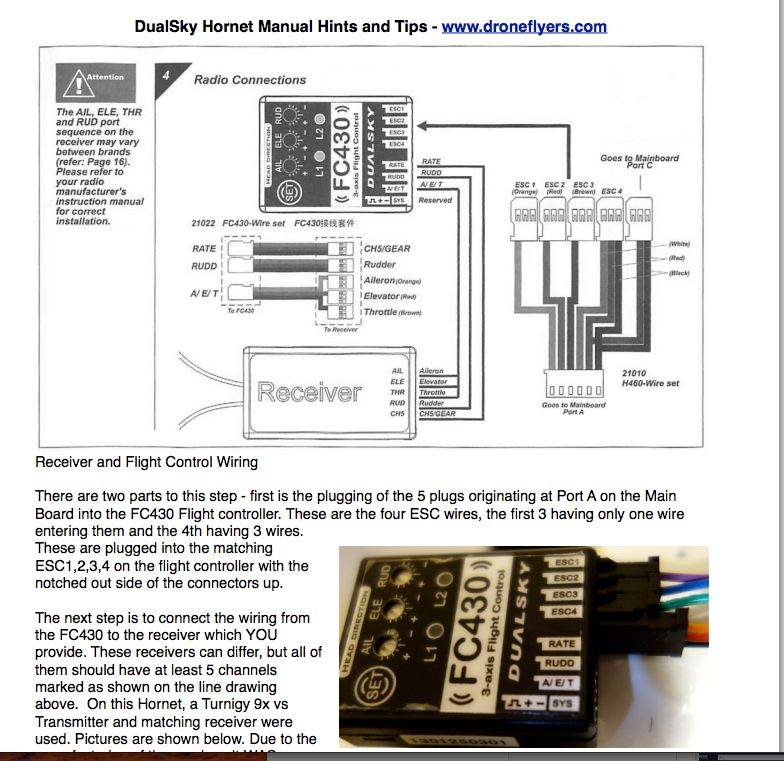 DualSky Hornet Manual Hints and Tips - www.droneflyers.com
Attention
The AIL, ELE, THR
and RUD port
sequence on the
receiver may vary
between brands
(refer: Page 16).
Please refer to
your radio
manufacturer's
instruction manual
for correct
installation.
4
Radio Connections
HEAD DIRECTION
AIL ELE RUD
SET
L1 L2
((FC430))
3-axis Flight Control
DUALSKY
ESC1
ESC2
ESC3
ESC4
RATE
RUDD
A/E/T
SYS
RATE
RUDD
A/E/T
Reserved
Goes to Mainboard
Port C
ESC 1
(Orange)
ESC 2
(Red)
ESC 3
(Brown)
ESC 4
(White)
(Red)
(Black)
21010
H460-Wire set
Goes to Mainboard
Port A
21022 FC430-Wire set FC430接线套件
RATE
RUDD
A/E/T
To FC430
CH5/GEAR
Rudder
Aileron (Orange)
Elevator (Red)
Throttle (Brown)
To Receiver
Receiver
AIL
ELE
THR
RUD
CH5
Aileron
Elevator
Throttle
Rudder
CH5/GEAR
Receiver and Flight Control Wiring
There are two parts to this step - first is the plugging of the 5 plugs originating at Port A on the Main
Board into the FC430 Flight controller. These are the four ESC wires, the first 3 having only one wire
entering them and the 4th having 3 wires.
These are plugged into the matching
ESC1,2,3,4 on the flight controller with the
notched out side of the connectors up.
The next step is to connect the wiring from
the FC430 to the receiver which YOU
provide. These receivers can differ, but all of
them should have at least 5 channels
marked as shown on the line drawing
above. On this Hornet, a Turnigy 9x vs
Transmitter and matching receiver were
used. Pictures are shown below. Due to the
HEAD DIRECTION
AIL ELE RUD
SET
L1 L2
((FC430))
3-axis Flight Control
DUALSKY
ESC1
ESC2
ESC3
ESC4
RATE
RUDD
A/E/T
SYS